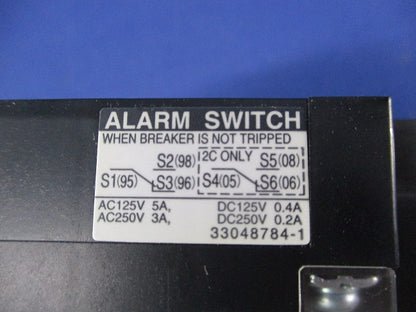 ALARM SWITCH
WHEN BREAKER IS NOT TRIPPED
S2(98) 2C ONLY S5(08)
S1(95) S3(96) S4(05) S6(06)
AC125V 5A, DC125V 0.4A
AC250V 3A, DC250V 0.2A
33048784-1